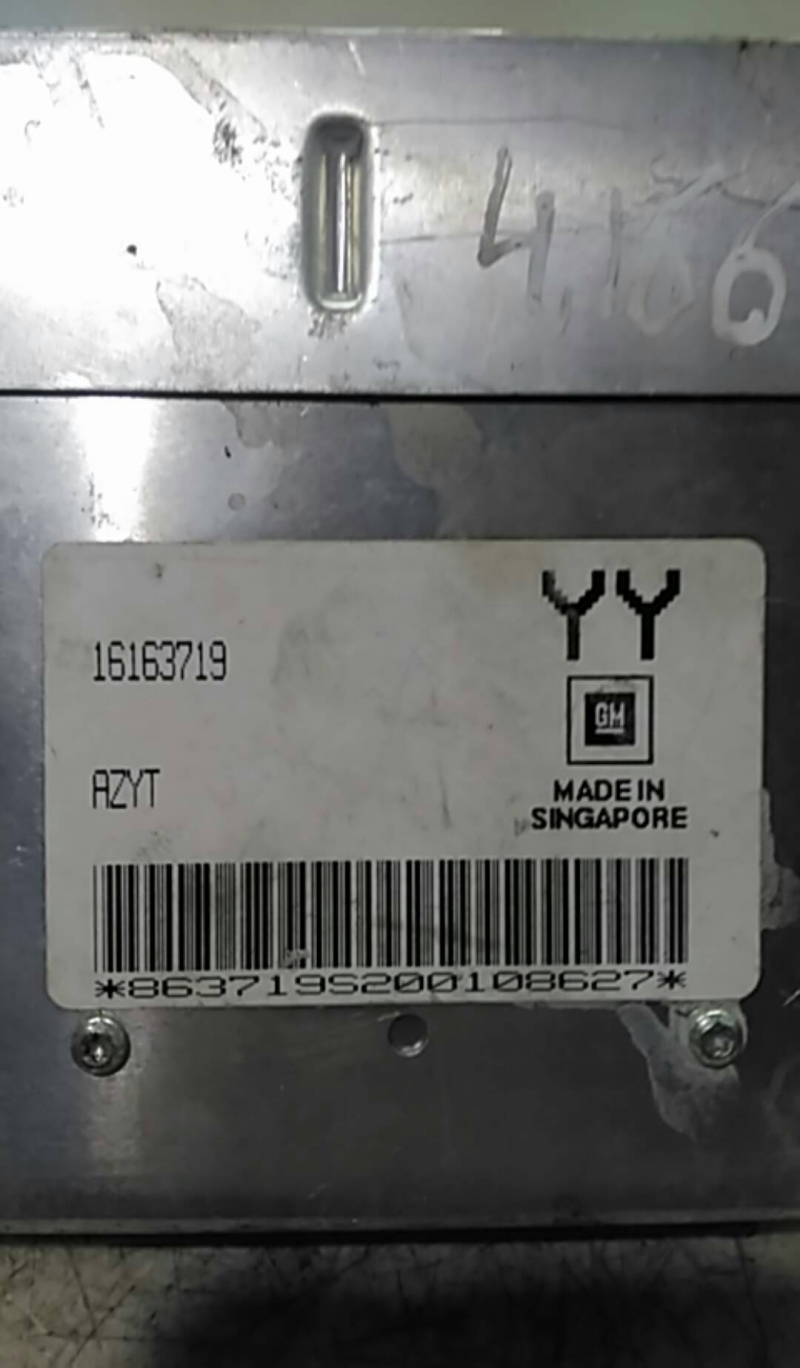 4,166
YY
16163719
GM
AZYT
MADE IN
SINGAPORE
*863719S200108627*